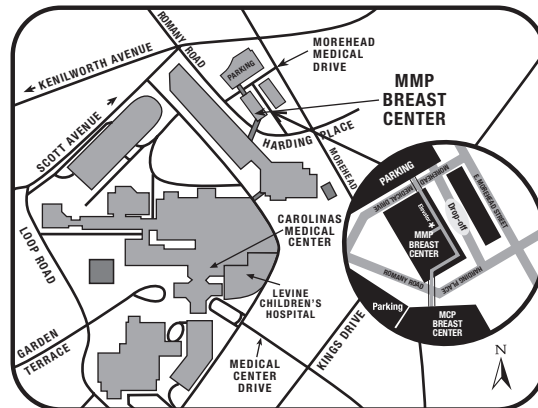 KENILWORTH AVENUE
ROMANY ROAD
PARKING
MOREHEAD
MEDICAL
DRIVE
MMP
BREAST
CENTER
SCOTT AVENUE
HARDING PLACE
MOREHEAD
LOOP ROAD
CAROLINAS
MEDICAL
CENTER
LEVINE
CHILDREN'S
HOSPITAL
GARDEN
TERRACE
MEDICAL
CENTER
DRIVE
KINGS DRIVE
PARKING
MOREHEAD
MEDICAL DRIVE
E. MOREHEAD STREET
Elevator
Drop-off
MMP
BREAST
CENTER
ROMANY ROAD
HARDING PLACE
Parking
MCP
BREAST
CENTER
N